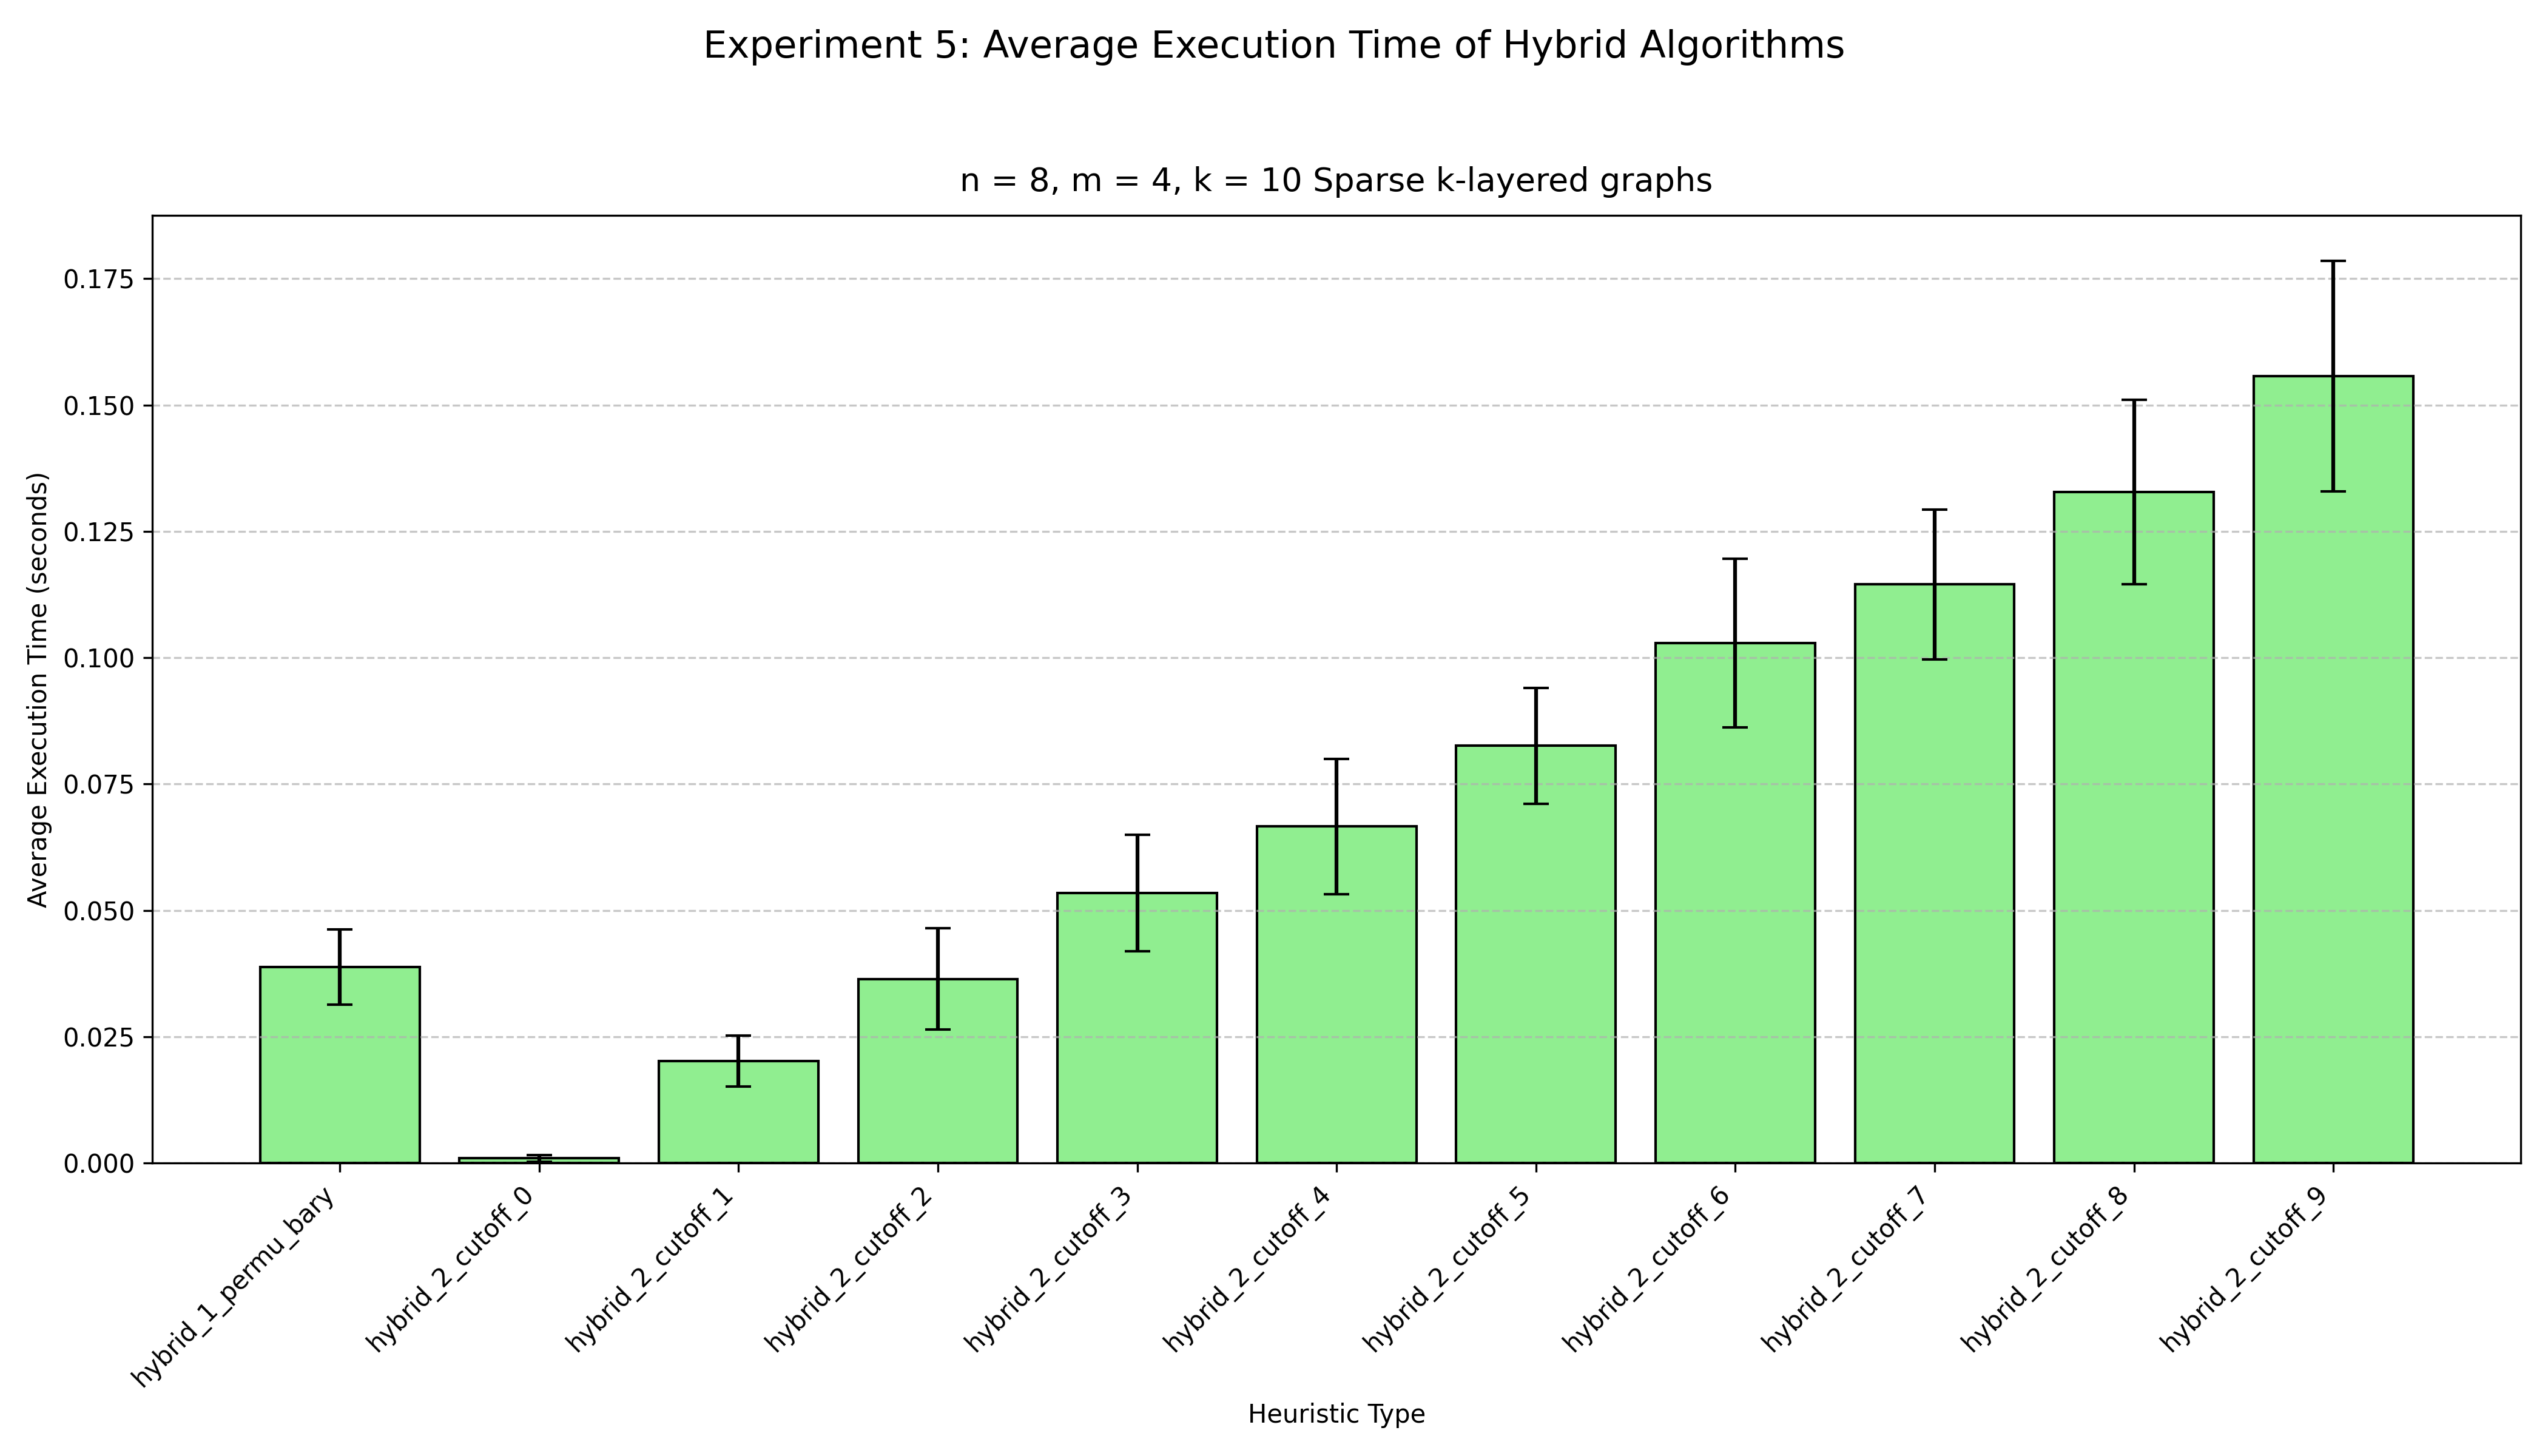 Experiment 5: Average Execution Time of Hybrid Algorithms
n = 8, m = 4, k = 10 Sparse k-layered graphs
Average Execution Time (seconds)
0.175
0.150
0.125
0.100
0.075
0.050
0.025
0.000
hybrid_1_permu_bary
hybrid_2_cutoff_0
hybrid_2_cutoff_1
hybrid_2_cutoff_2
hybrid_2_cutoff_3
hybrid_2_cutoff_4
hybrid_2_cutoff_5
hybrid_2_cutoff_6
hybrid_2_cutoff_7
hybrid_2_cutoff_8
hybrid_2_cutoff_9
Heuristic Type